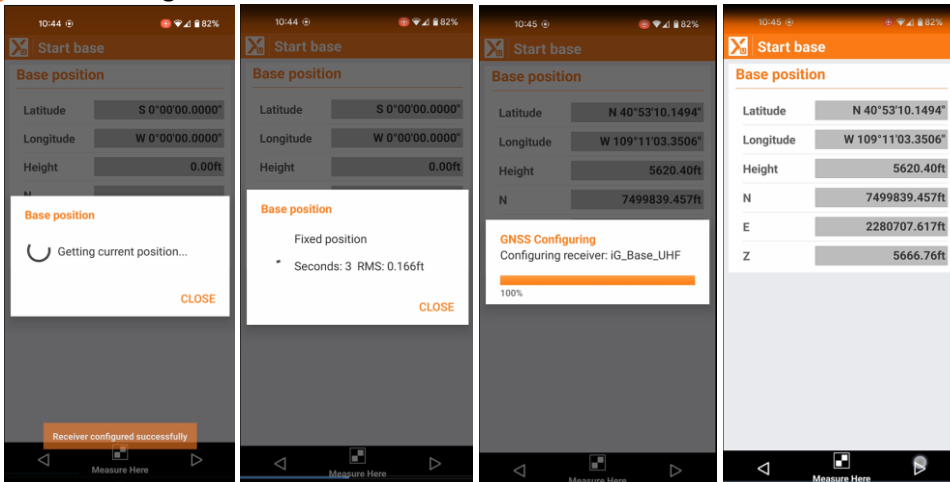 10:44
82%
Start base
Base position
Latitude S 0°00'00.0000"
Longitude W 0°00'00.0000"
Height 0.00ft
N
Base position
Getting current position...
CLOSE
Receiver configured successfully
Measure Here
10:44
82%
Start base
Base position
Latitude S 0°00'00.0000"
Longitude W 0°00'00.0000"
Height 0.00ft
Base position
Fixed position
Seconds: 3 RMS: 0.166ft
CLOSE
Measure Here
10:45
82%
Start base
Base position
Latitude N 40°53'10.1494"
Longitude W 109°11'03.3506"
Height 5620.40ft
N 7499839.457ft
GNSS Configuring
Configuring receiver: iG_Base_UHF
100%
Measure Here
10:45
82%
Start base
Base position
Latitude N 40°53'10.1494"
Longitude W 109°11'03.3506"
Height 5620.40ft
N 7499839.457ft
E 2280707.617ft
Z 5666.76ft
Measure Here